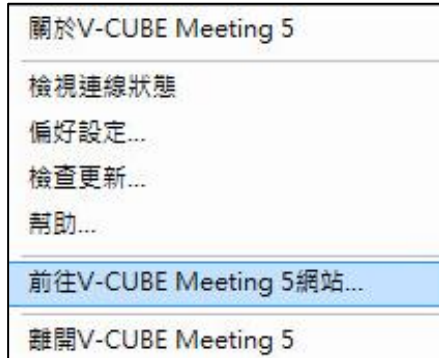 關於V-CUBE Meeting 5
檢視連線狀態
偏好設定...
檢查更新...
幫助...
前往V-CUBE Meeting 5網站...
離開V-CUBE Meeting 5